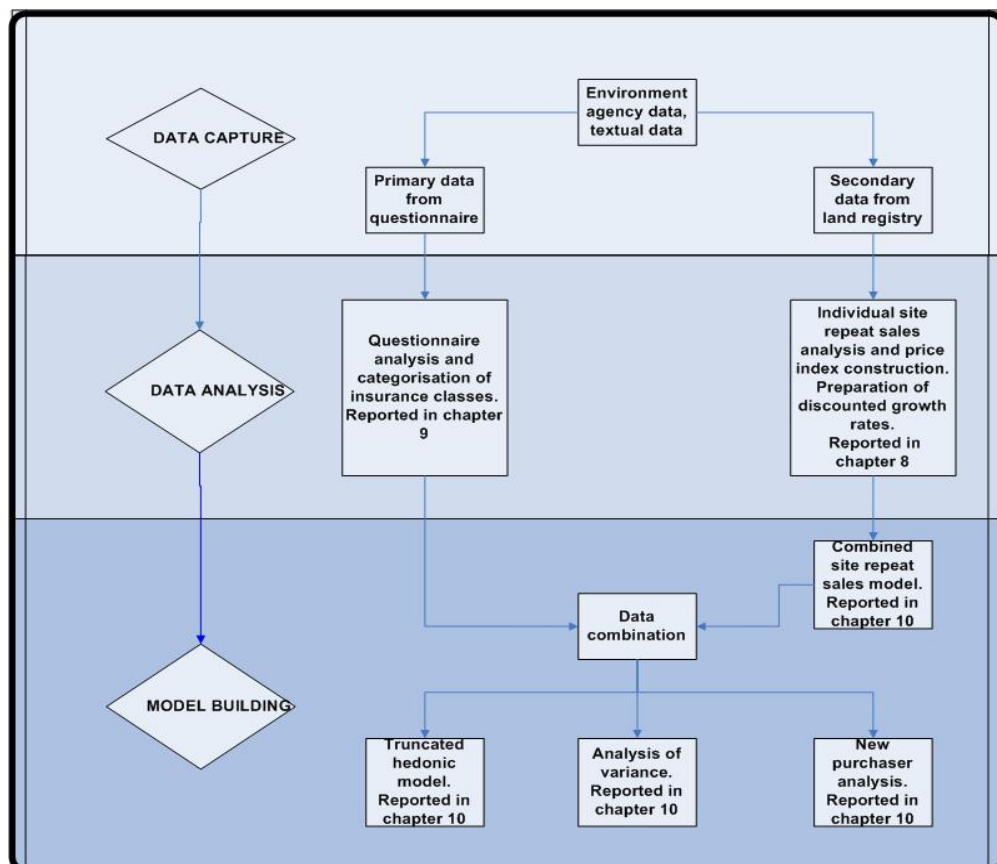 DATA CAPTURE
Environment
agency data,
textual data
Primary data
from
questionnaire
Secondary
data from
land registry
DATA ANALYSIS
Questionnaire
analysis and
categorisation of
insurance classes.
Reported in chapter
9
Individual site
repeat sales
analysis and price
index construction.
Preparation of
discounted growth
rates.
Reported in
chapter 8
Combined
site repeat
sales model.
Reported in
chapter 10
Data
combination
MODEL BUILDING
Truncated
hedonic
model.
Reported in
chapter 10
Analysis of
variance.
Reported in
chapter 10
New
purchaser
analysis.
Reported in
chapter 10